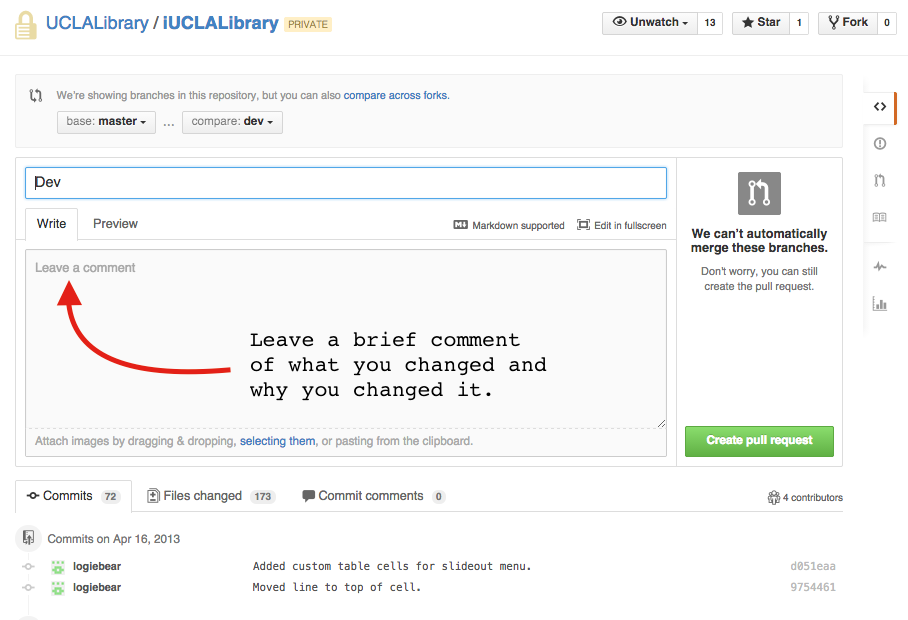 UCLALibrary / iUCLALibrary PRIVATE
Unwatch 13 Star 1 Fork 0
We're showing branches in this repository, but you can also compare across forks.
base: master ... compare: dev
Dev
Write Preview Markdown supported Edit in fullscreen
Leave a comment
Leave a brief comment
of what you changed and
why you changed it.
Attach images by dragging & dropping, selecting them, or pasting from the clipboard.
We can't automatically
merge these branches.
Don't worry, you can still
create the pull request.
Create pull request
Commits 72 Files changed 173 Commit comments 0 4 contributors
Commits on Apr 16, 2013
logiebear Added custom table cells for slideout menu. d051eaa
logiebear Moved line to top of cell. 9754461